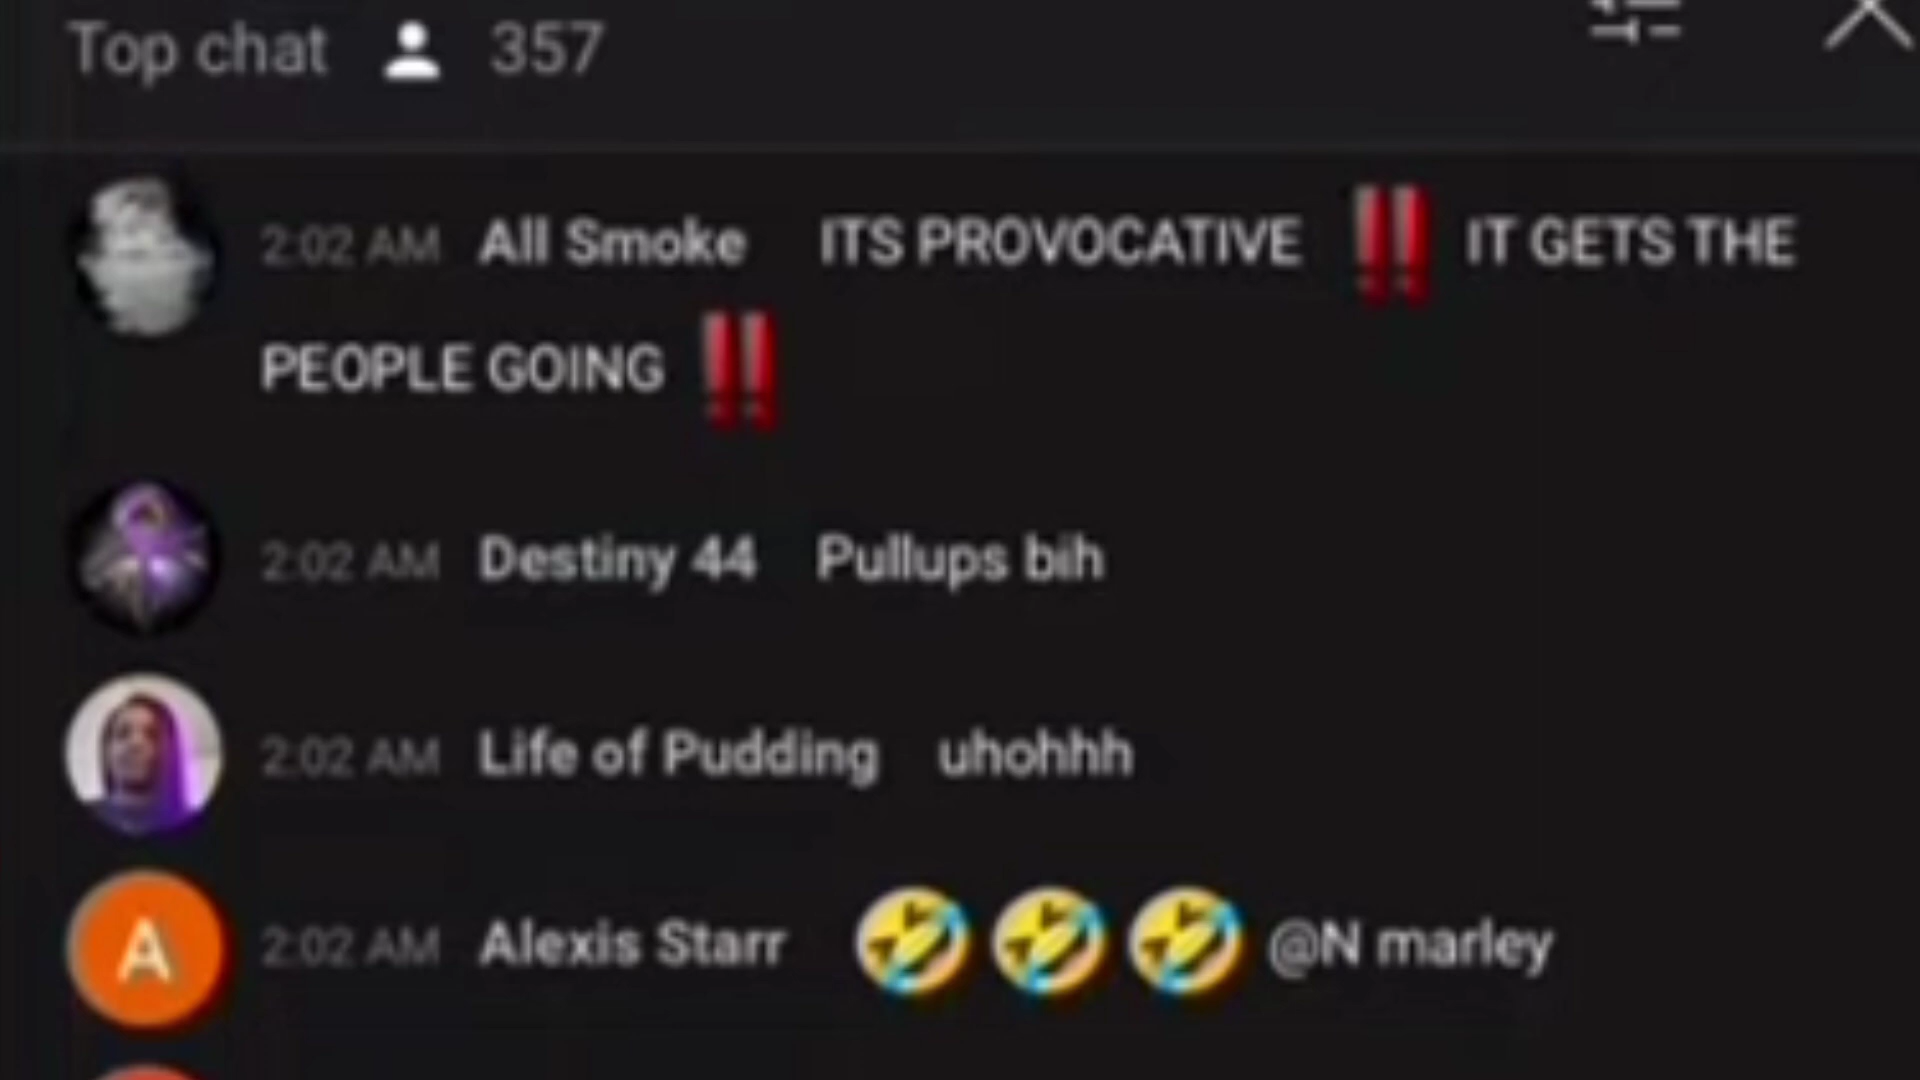 Top chat 357
2:02 AM All Smoke ITS PROVOCATIVE ‼️ IT GETS THE
PEOPLE GOING ‼️
2:02 AM Destiny 44 Pullups bih
2:02 AM Life of Pudding uhohhh
A 2:02 AM Alexis Starr 🤣🤣🤣 @N marley